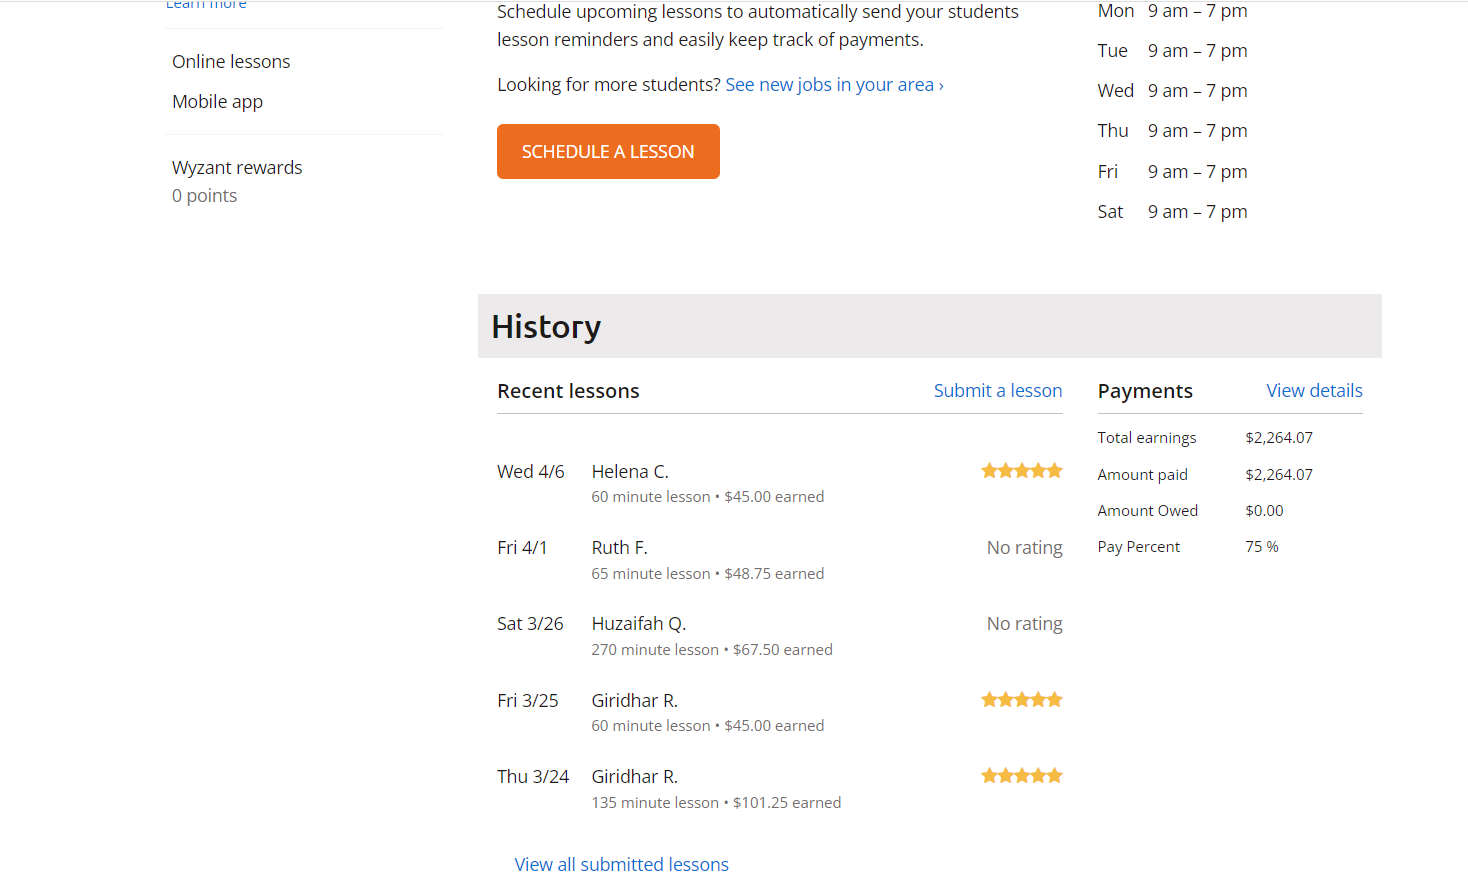 Learn more
Online lessons
Mobile app
Wyzant rewards
0 points
Schedule upcoming lessons to automatically send your students
lesson reminders and easily keep track of payments.
Looking for more students? See new jobs in your area ›
SCHEDULE A LESSON
Mon 9 am – 7 pm
Tue 9 am – 7 pm
Wed 9 am – 7 pm
Thu 9 am – 7 pm
Fri 9 am – 7 pm
Sat 9 am – 7 pm
History
Recent lessons Submit a lesson
Wed 4/6 Helena C.
60 minute lesson • $45.00 earned
Fri 4/1 Ruth F. No rating
65 minute lesson • $48.75 earned
Sat 3/26 Huzaifah Q. No rating
270 minute lesson • $67.50 earned
Fri 3/25 Giridhar R.
60 minute lesson • $45.00 earned
Thu 3/24 Giridhar R.
135 minute lesson • $101.25 earned
View all submitted lessons
Payments View details
Total earnings $2,264.07
Amount paid $2,264.07
Amount Owed $0.00
Pay Percent 75 %